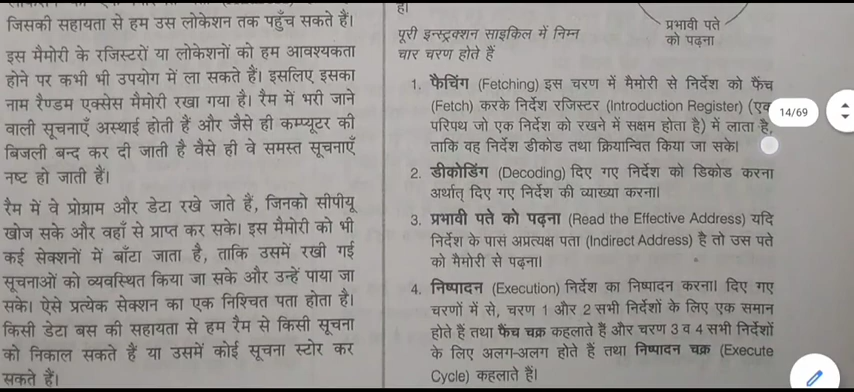 जिसकी सहायता से हम उस लोकेशन तक पहुँच सकते हैं।
इस मैमोरी के रजिस्टरों या लोकेशनों को हम आवश्यकता
होने पर कभी भी उपयोग में ला सकते हैं। इसलिए इसका
नाम रैण्डम एक्सेस मैमोरी रखा गया है। रैम में भरी जाने
वाली सूचनाएँ अस्थाई होती हैं और जैसे ही कम्प्यूटर की
बिजली बन्द कर दी जाती है वैसे ही वे समस्त सूचनाएँ
नष्ट हो जाती हैं।
रैम में वे प्रोग्राम और डेटा रखे जाते हैं, जिनको सीपीयू
खोज सके और वहाँ से प्राप्त कर सके। इस मैमोरी को भी
कई सेक्शनों में बाँटा जाता है, ताकि उसमें रखी गई
सूचनाओं को व्यवस्थित किया जा सके और उन्हें पाया जा
सके। ऐसे प्रत्येक सेक्शन का एक निश्चित पता होता है।
किसी डेटा बस की सहायता से हम रैम से किसी सूचना
को निकाल सकते हैं या उसमें कोई सूचना स्टोर कर
सकते हैं।
है।
प्रभावी पते
को पढ़ना
पूरी इन्स्ट्रक्शन साइकिल में निम्न
चार चरण होते हैं
1. फैचिंग (Fetching) इस चरण में मैमोरी से निर्देश को फैंच
(Fetch) करके निर्देश रजिस्टर (Introduction Register) (एक
परिपथ जो एक निर्देश को रखने में सक्षम होता है) में लाता है,
ताकि वह निर्देश डीकोड तथा क्रियान्वित किया जा सके।
2. डीकोडिंग (Decoding) दिए गए निर्देश को डिकोड करना
अर्थात् दिए गए निर्देश की व्याख्या करना।
3. प्रभावी पते को पढ़ना (Read the Effective Address) यदि
निर्देश के पास अप्रत्यक्ष पता (Indirect Address) है तो उस पते
को मैमोरी से पढ़ना।
4. निष्पादन (Execution) निर्देश का निष्पादन करना। दिए गए
चरणों में से, चरण 1 और 2 सभी निर्देशों के लिए एक समान
होते हैं तथा फैंच चक्र कहलाते हैं और चरण 3 व 4 सभी निर्देशों
के लिए अलग-अलग होते हैं तथा निष्पादन चक्र (Execute
Cycle) कहलाते हैं।
14/69